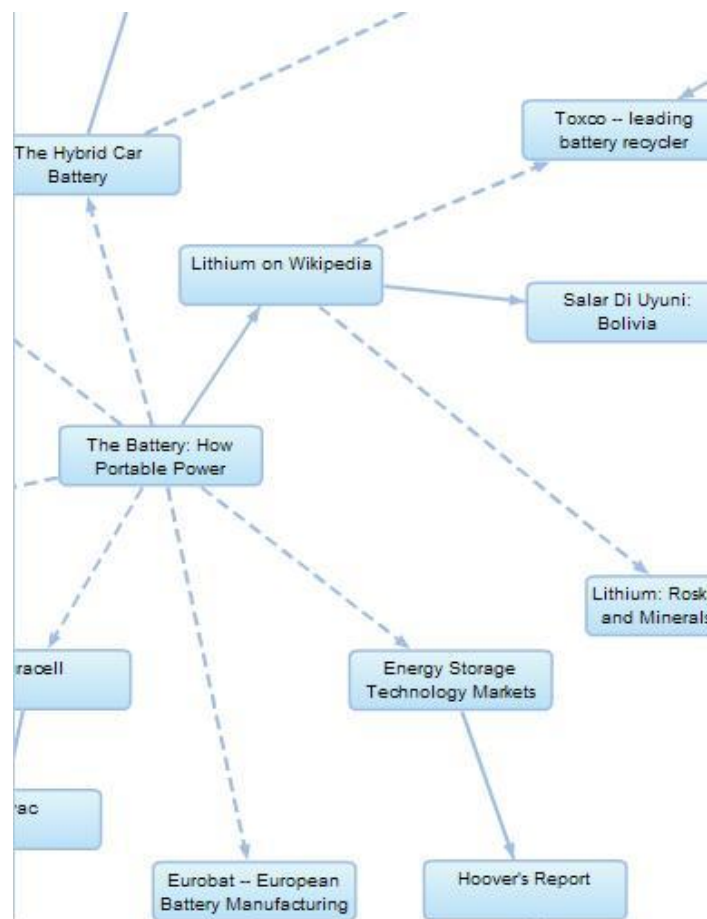 Toxco -- leading
battery recycler
The Hybrid Car
Battery
Lithium on Wikipedia
Salar Di Uyuni:
Bolivia
The Battery: How
Portable Power
Lithium: Rosk
and Minerals
racell
Energy Storage
Technology Markets
vac
Eurobat -- European
Battery Manufacturing
Hoover's Report